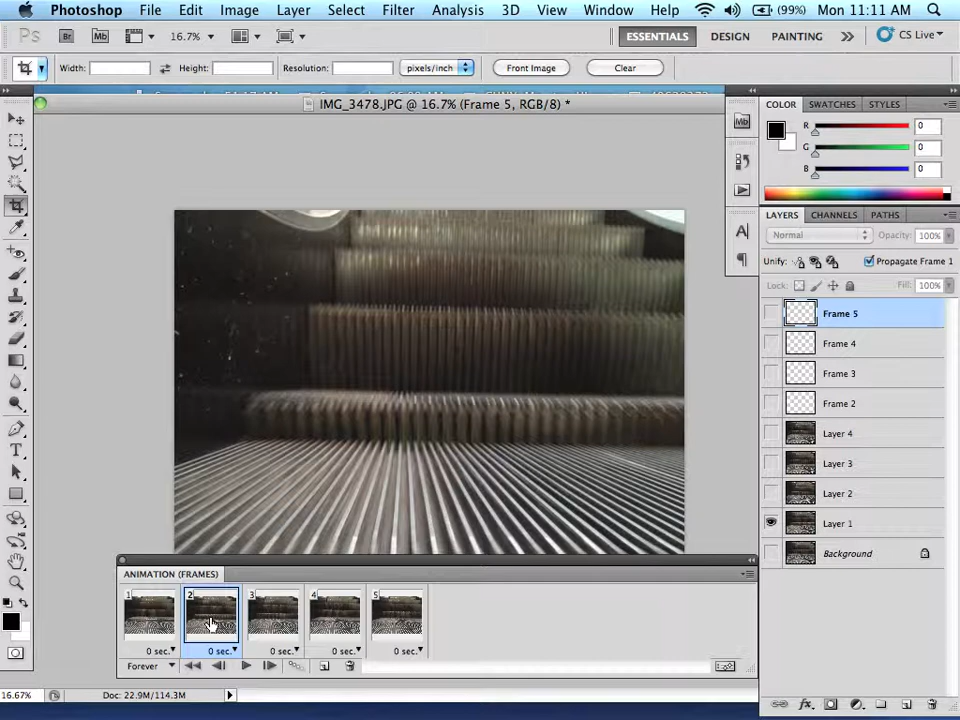 Photoshop File Edit Image Layer Select Filter Analysis 3D View Window Help (99%) Mon 11:11 AM
Ps Br Mb 16.7% ESSENTIALS DESIGN PAINTING CS Live
Width: Height: Resolution: pixels/inch Front Image Clear
IMG_3478.JPG @ 16.7% (Frame 5, RGB/8) *
COLOR SWATCHES STYLES
Mb
R 0
G 0
B 0
A
LAYERS CHANNELS PATHS
Normal Opacity: 100%
Unify: Propagate Frame 1
Lock: Fill: 100%
Frame 5
Frame 4
Frame 3
Frame 2
Layer 4
Layer 3
Layer 2
Layer 1
Background
T
ANIMATION (FRAMES)
1 2 3 4 5
0 sec. 0 sec. 0 sec. 0 sec. 0 sec.
Forever
16.67% Doc: 22.9M/114.3M
fx